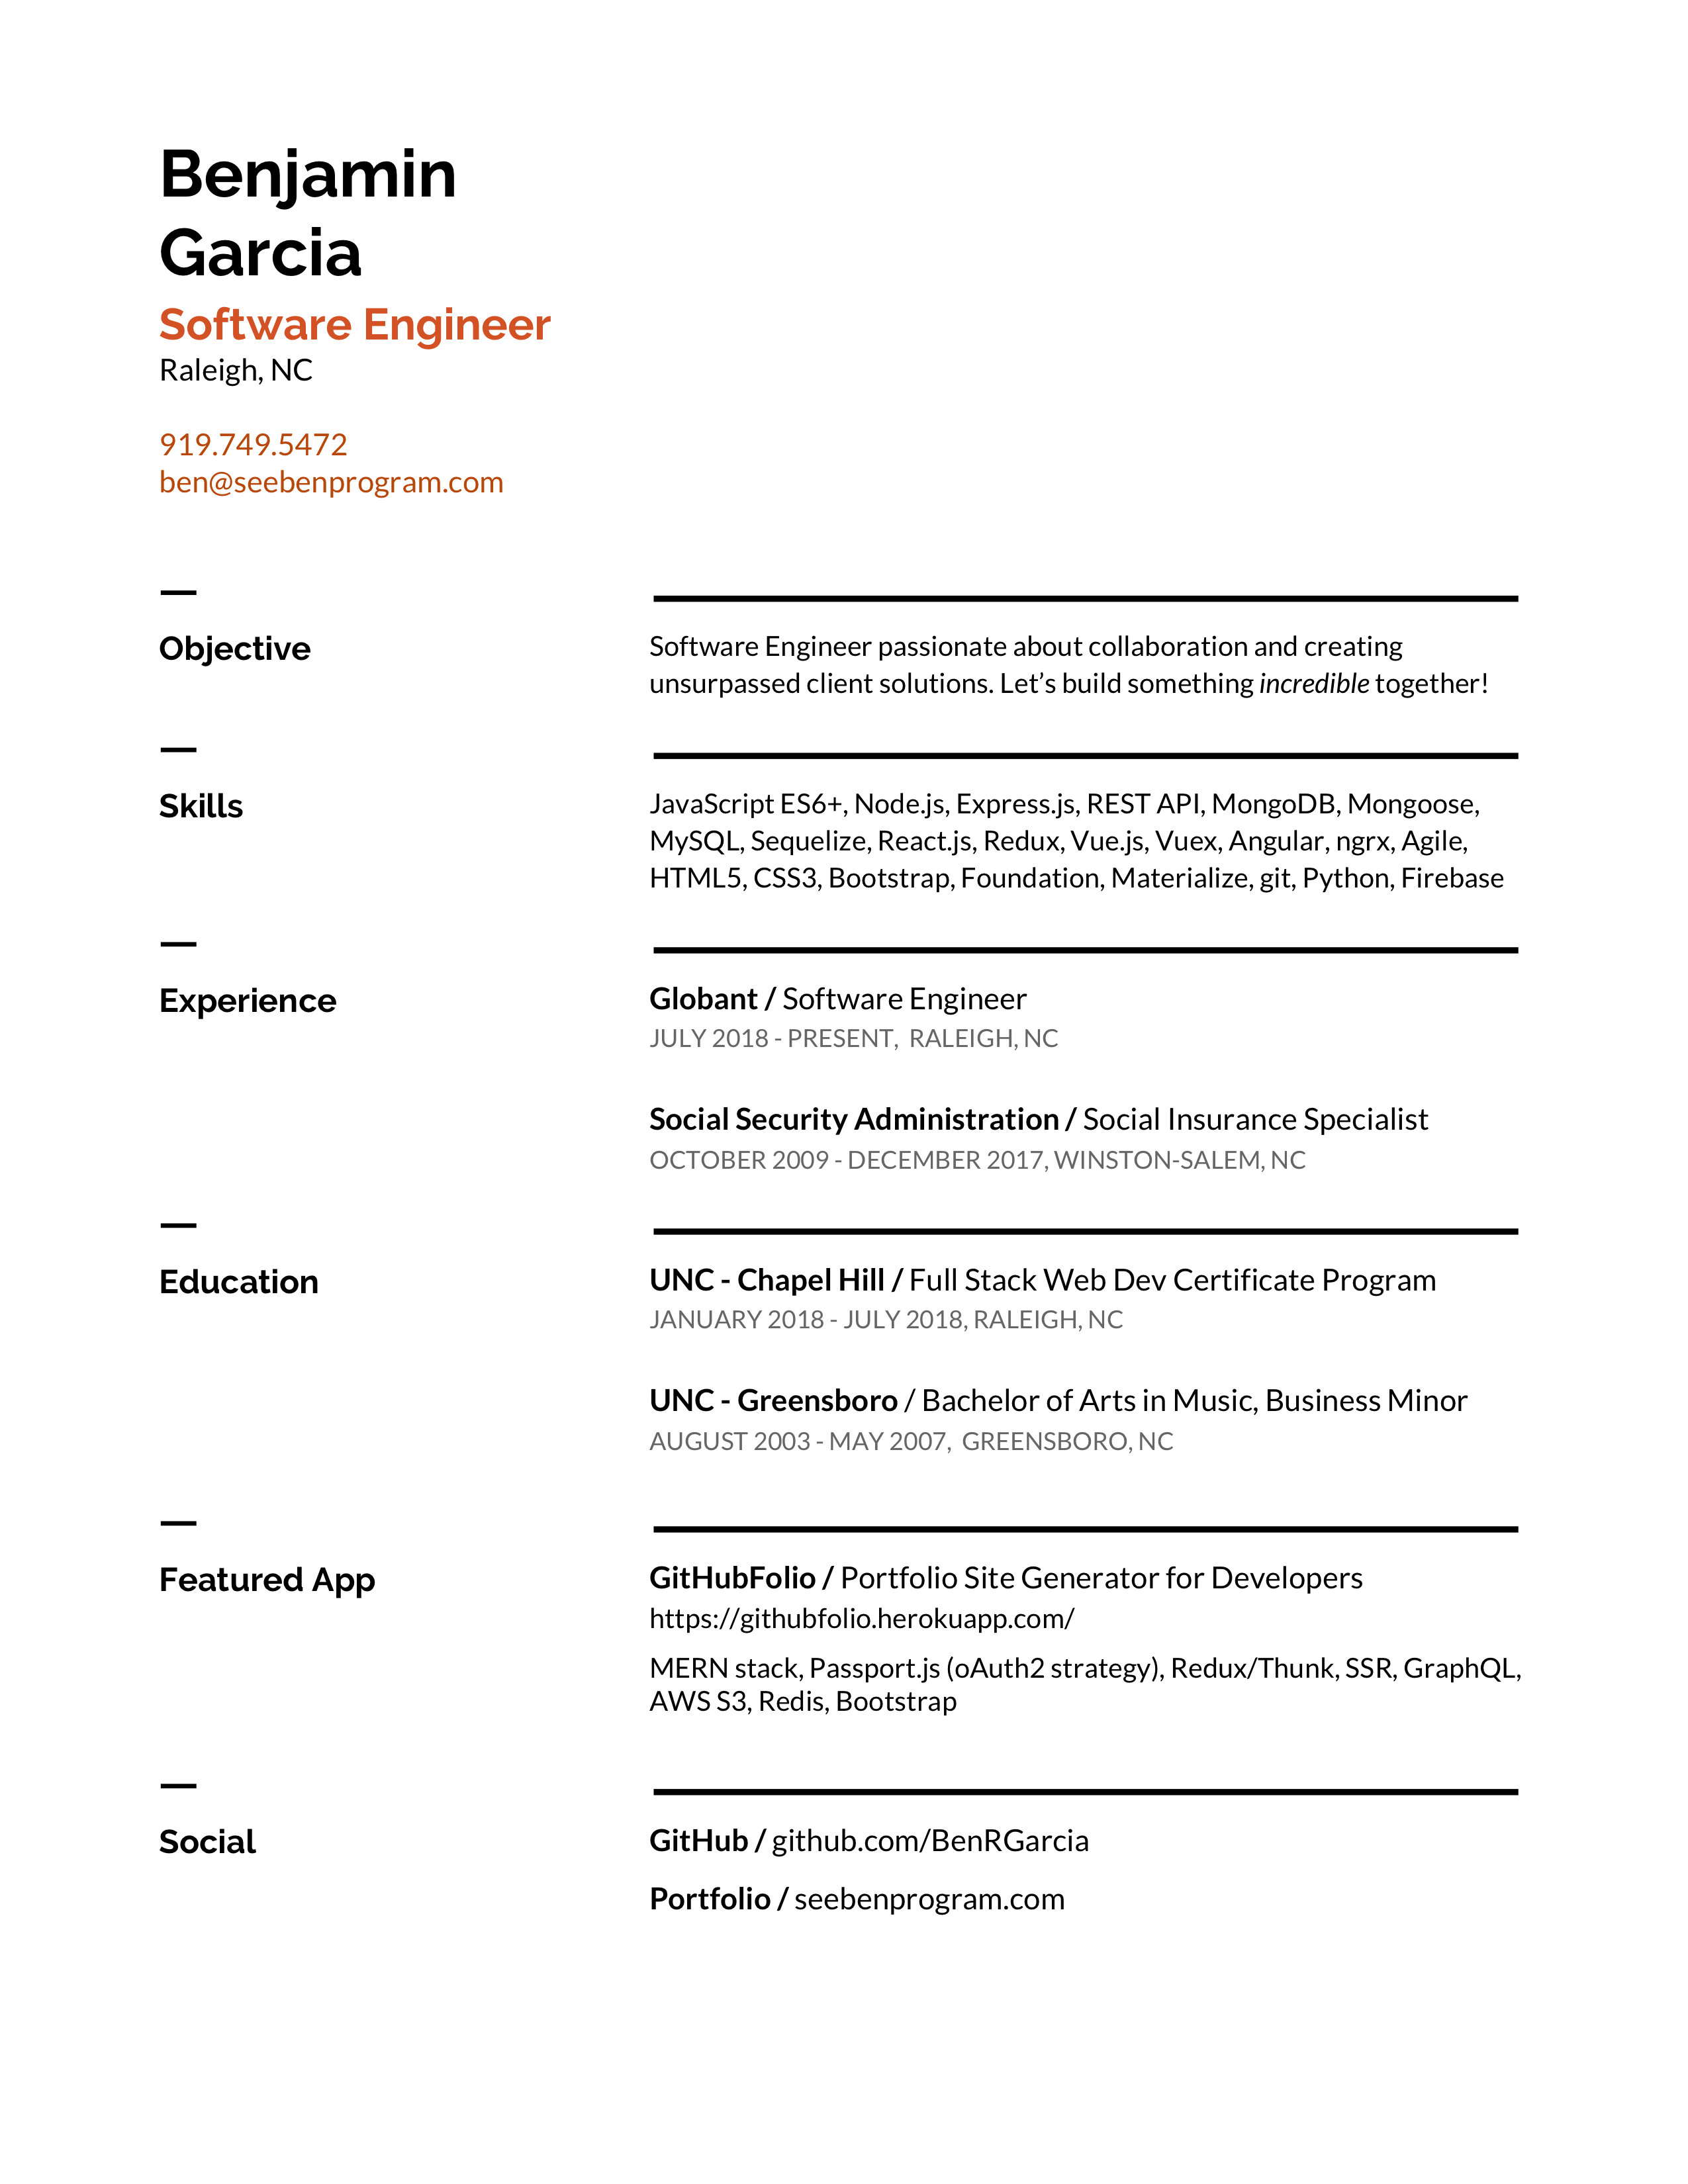 Benjamin
Garcia
Software Engineer
Raleigh, NC
919.749.5472
ben@seebenprogram.com
Objective
Software Engineer passionate about collaboration and creating
unsurpassed client solutions. Let’s build something incredible together!
Skills
JavaScript ES6+, Node.js, Express.js, REST API, MongoDB, Mongoose,
MySQL, Sequelize, React.js, Redux, Vue.js, Vuex, Angular, ngrx, Agile,
HTML5, CSS3, Bootstrap, Foundation, Materialize, git, Python, Firebase
Experience
Globant / Software Engineer
JULY 2018 - PRESENT, RALEIGH, NC
Social Security Administration / Social Insurance Specialist
OCTOBER 2009 - DECEMBER 2017, WINSTON-SALEM, NC
Education
UNC - Chapel Hill / Full Stack Web Dev Certificate Program
JANUARY 2018 - JULY 2018, RALEIGH, NC
UNC - Greensboro / Bachelor of Arts in Music, Business Minor
AUGUST 2003 - MAY 2007, GREENSBORO, NC
Featured App
GitHubFolio / Portfolio Site Generator for Developers
https://githubfolio.herokuapp.com/
MERN stack, Passport.js (oAuth2 strategy), Redux/Thunk, SSR, GraphQL,
AWS S3, Redis, Bootstrap
Social
GitHub / github.com/BenRGarcia
Portfolio / seebenprogram.com